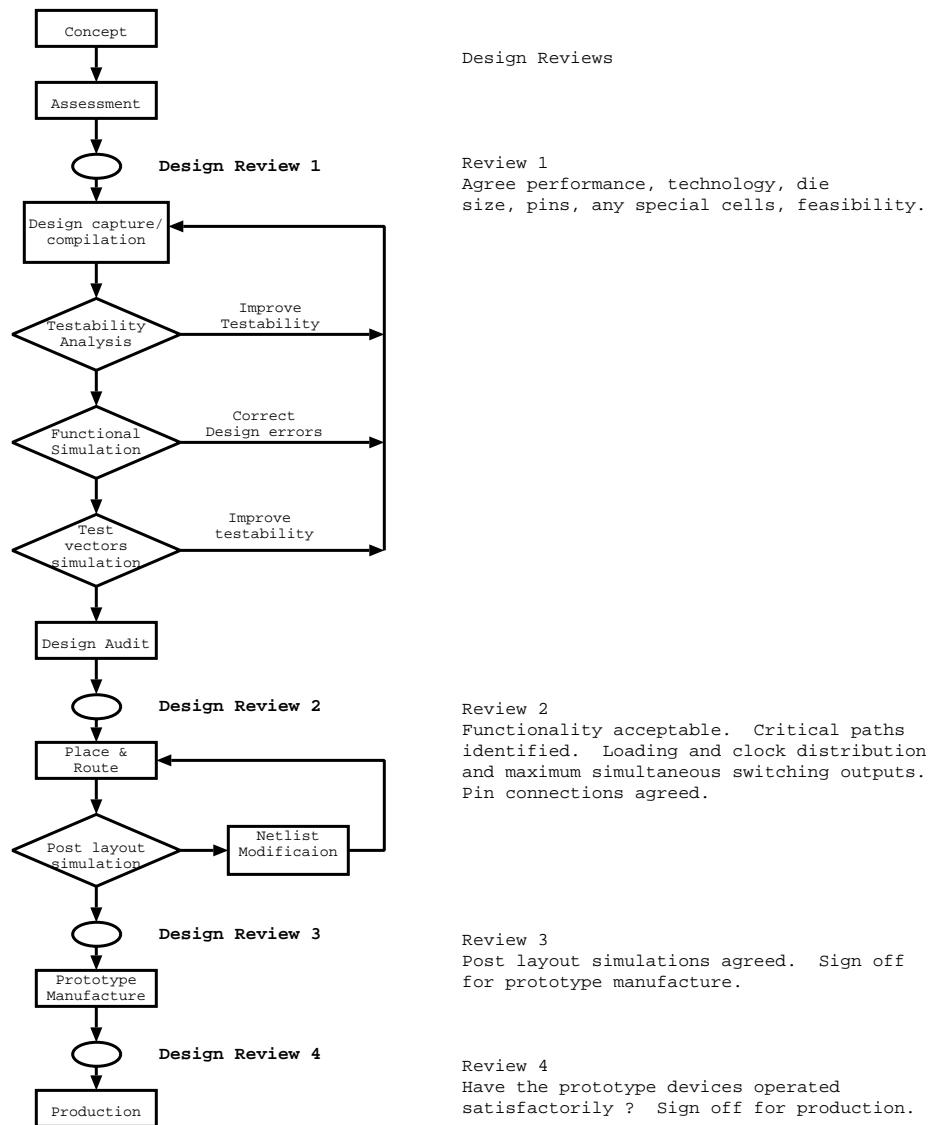 Concept
Design Reviews
Assessment
Design Review 1
Review 1
Agree performance, technology, die
size, pins, any special cells, feasibility.
Design capture/
compilation
Improve
Testability
Testability
Analysis
Correct
Design errors
Functional
Simulation
Improve
testability
Test
vectors
simulation
Design Audit
Design Review 2
Review 2
Functionality acceptable.  Critical paths
identified.  Loading and clock distribution
and maximum simultaneous switching outputs.
Pin connections agreed.
Place &
Route
Netlist
Modificaion
Post layout
simulation
Design Review 3
Review 3
Post layout simulations agreed.  Sign off
for prototype manufacture.
Prototype
Manufacture
Design Review 4
Review 4
Have the prototype devices operated
satisfactorily ?  Sign off for production.
Production